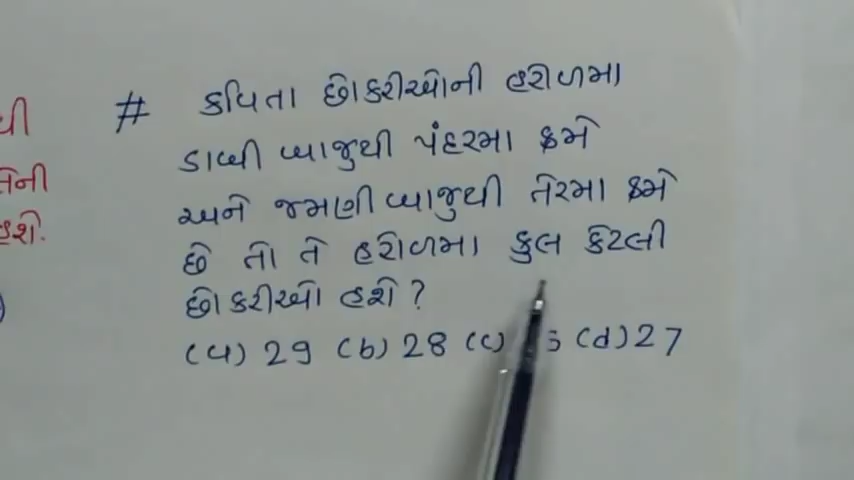 # કવિતા છોકરીઓની હરોળમા
ડાબી બાજુથી પંદરમા ક્રમે
અને જમણી બાજુથી તેરમા ક્રમે
છે તો તે હરોળમા કુલ કેટલી
છોકરીઓ હશે ?
(a) 29 (b) 28 (c) (d) 27
હશે.